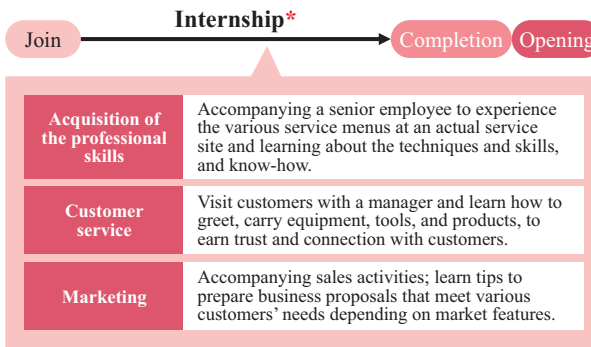 Internship*
Join
Completion
Opening
Acquisition of
the professional
skills
Accompanying a senior employee to experience
the various service menus at an actual service
site and learning about the techniques and skills,
and know-how.
Customer
service
Visit customers with a manager and learn how to
greet, carry equipment, tools, and products, to
earn trust and connection with customers.
Marketing
Accompanying sales activities; learn tips to
prepare business proposals that meet various
customers’ needs depending on market features.